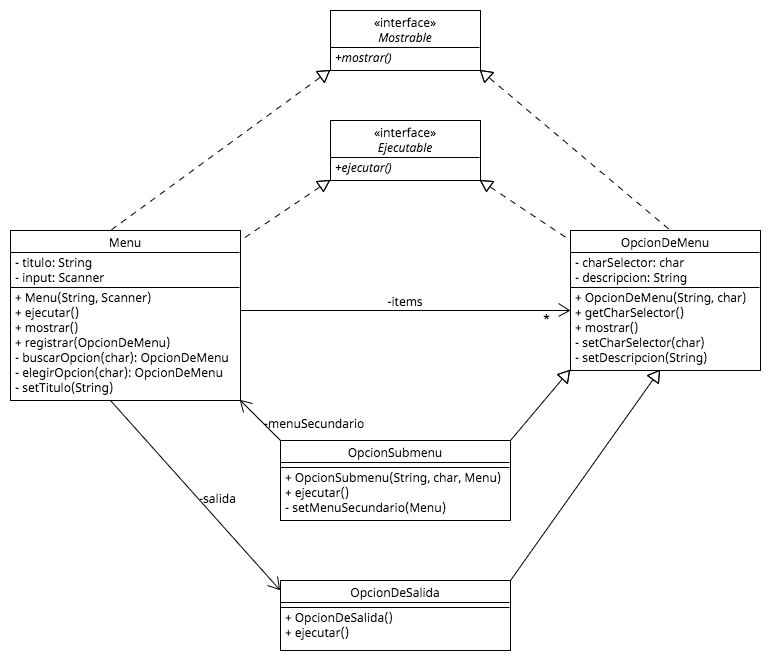 «interface»
Mostrable
+mostrar()
«interface»
Ejecutable
+ejecutar()
Menu
- titulo: String
- input: Scanner
+ Menu(String, Scanner)
+ ejecutar()
+ mostrar()
+ registrar(OpcionDeMenu)
- buscarOpcion(char): OpcionDeMenu
- elegirOpcion(char): OpcionDeMenu
- setTitulo(String)
-items
*
OpcionDeMenu
- charSelector: char
- descripcion: String
+ OpcionDeMenu(String, char)
+ getCharSelector()
+ mostrar()
- setCharSelector(char)
- setDescripcion(String)
-menuSecundario
OpcionSubmenu
+ OpcionSubmenu(String, char, Menu)
+ ejecutar()
- setMenuSecundario(Menu)
-salida
OpcionDeSalida
+ OpcionDeSalida()
+ ejecutar()